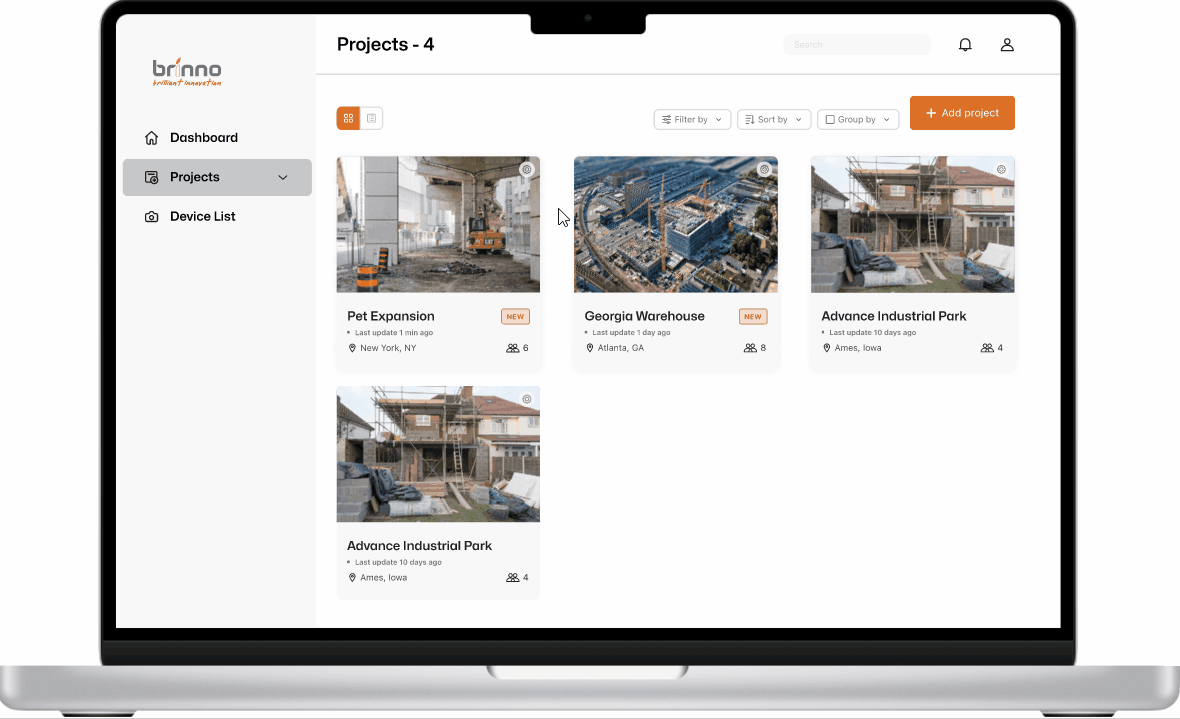 Projects - 4
Search
brinno
brilliant innovation
Dashboard
Projects
Device List
Filter by
Sort by
Group by
+ Add project
Pet Expansion
NEW
• Last update 1 min ago
New York, NY
6
Georgia Warehouse
NEW
• Last update 1 day ago
Atlanta, GA
8
Advance Industrial Park
• Last update 10 days ago
Ames, Iowa
4
Advance Industrial Park
• Last update 10 days ago
Ames, Iowa
4